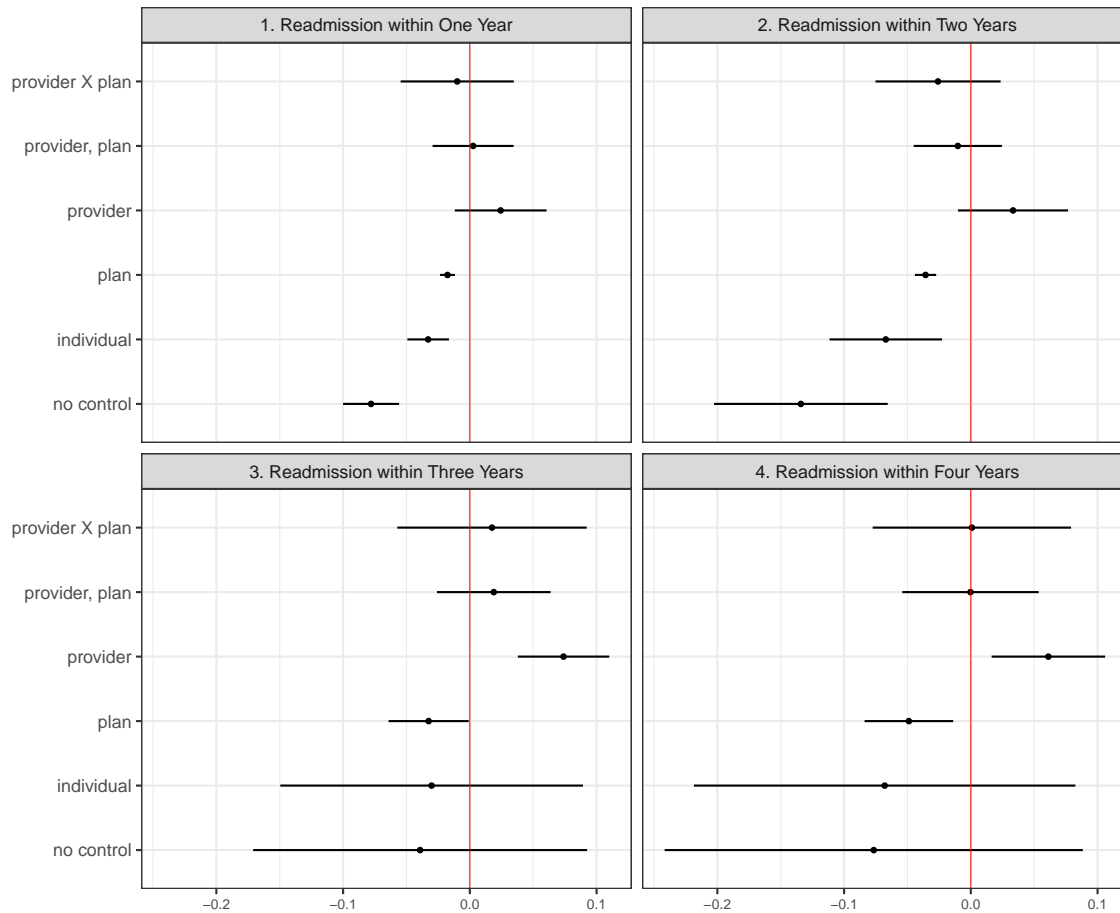 1. Readmission within One Year
2. Readmission within Two Years
provider X plan
provider, plan
provider
plan
individual
no control
3. Readmission within Three Years
4. Readmission within Four Years
provider X plan
provider, plan
provider
plan
individual
no control
−0.2 −0.1 0.0 0.1 −0.2 −0.1 0.0 0.1